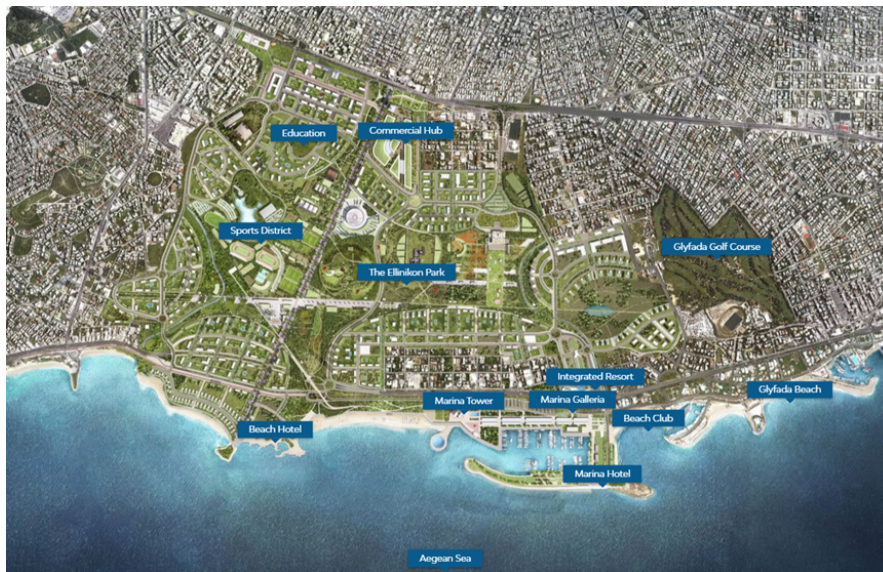 Education
Commercial Hub
Sports District
Glyfada Golf Course
The Ellinikon Park
Integrated Resort
Glyfada Beach
Marina Tower
Marina Galleria
Beach Club
Beach Hotel
Marina Hotel
Aegean Sea